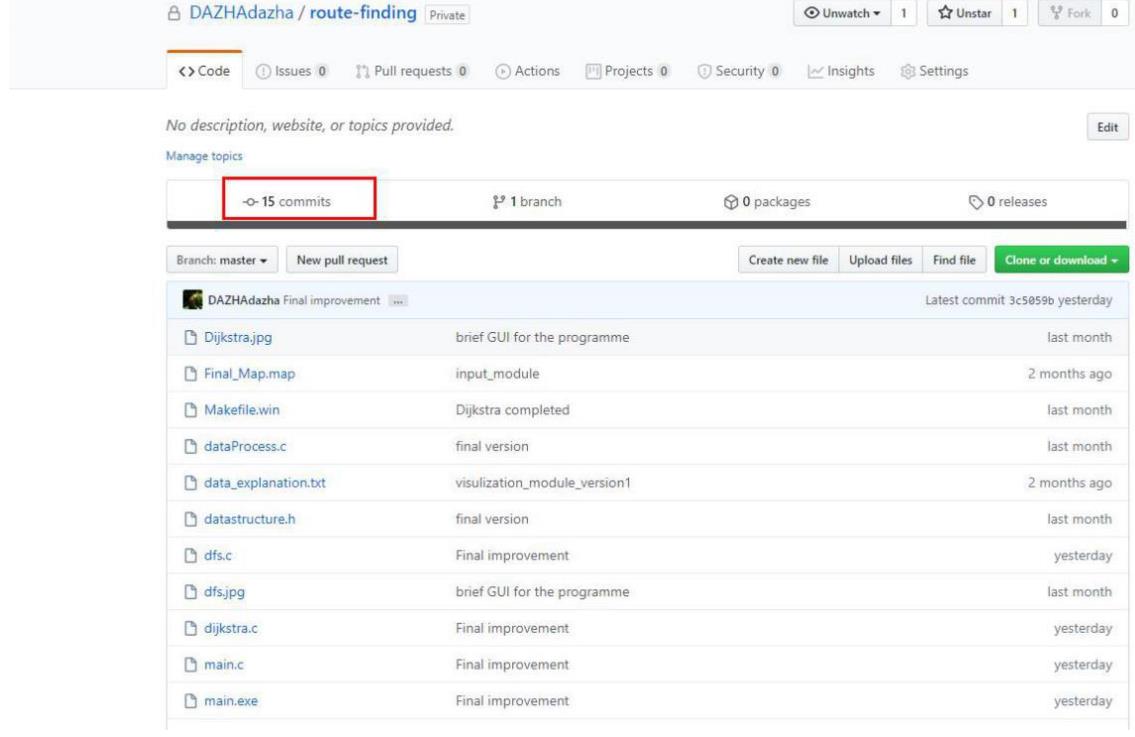 DAZHAdazha / route-finding Private Unwatch 1 Unstar 1 Fork 0
Code Issues 0 Pull requests 0 Actions Projects 0 Security 0 Insights Settings
No description, website, or topics provided. Edit
Manage topics
15 commits 1 branch 0 packages 0 releases
Branch: master New pull request Create new file Upload files Find file Clone or download
DAZHAdazha Final improvement ... Latest commit 3c5059b yesterday
Dijkstra.jpg brief GUI for the programme last month
Final_Map.map input_module 2 months ago
Makefile.win Dijkstra completed last month
dataProcess.c final version last month
data_explanation.txt visulization_module_version1 2 months ago
datastructure.h final version last month
dfs.c Final improvement yesterday
dfs.jpg brief GUI for the programme last month
dijkstra.c Final improvement yesterday
main.c Final improvement yesterday
main.exe Final improvement yesterday